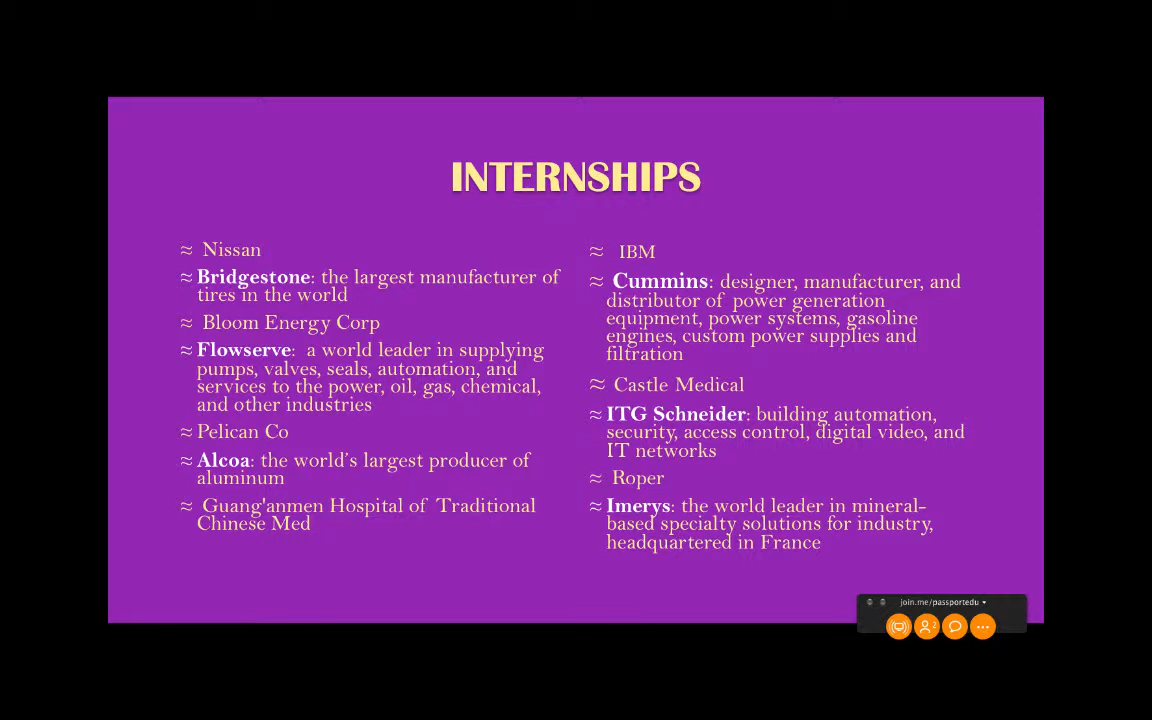 INTERNSHIPS
≈ Nissan
≈ Bridgestone: the largest manufacturer of
tires in the world
≈ Bloom Energy Corp
≈ Flowserve: a world leader in supplying
pumps, valves, seals, automation, and
services to the power, oil, gas, chemical,
and other industries
≈ Pelican Co
≈ Alcoa: the world's largest producer of
aluminum
≈ Guang'anmen Hospital of Traditional
Chinese Med
≈ IBM
≈ Cummins: designer, manufacturer, and
distributor of power generation
equipment, power systems, gasoline
engines, custom power supplies and
filtration
≈ Castle Medical
≈ ITG Schneider: building automation,
security, access control, digital video, and
IT networks
≈ Roper
≈ Imerys: the world leader in mineral-
based specialty solutions for industry,
headquartered in France
join.me/passportedu
2